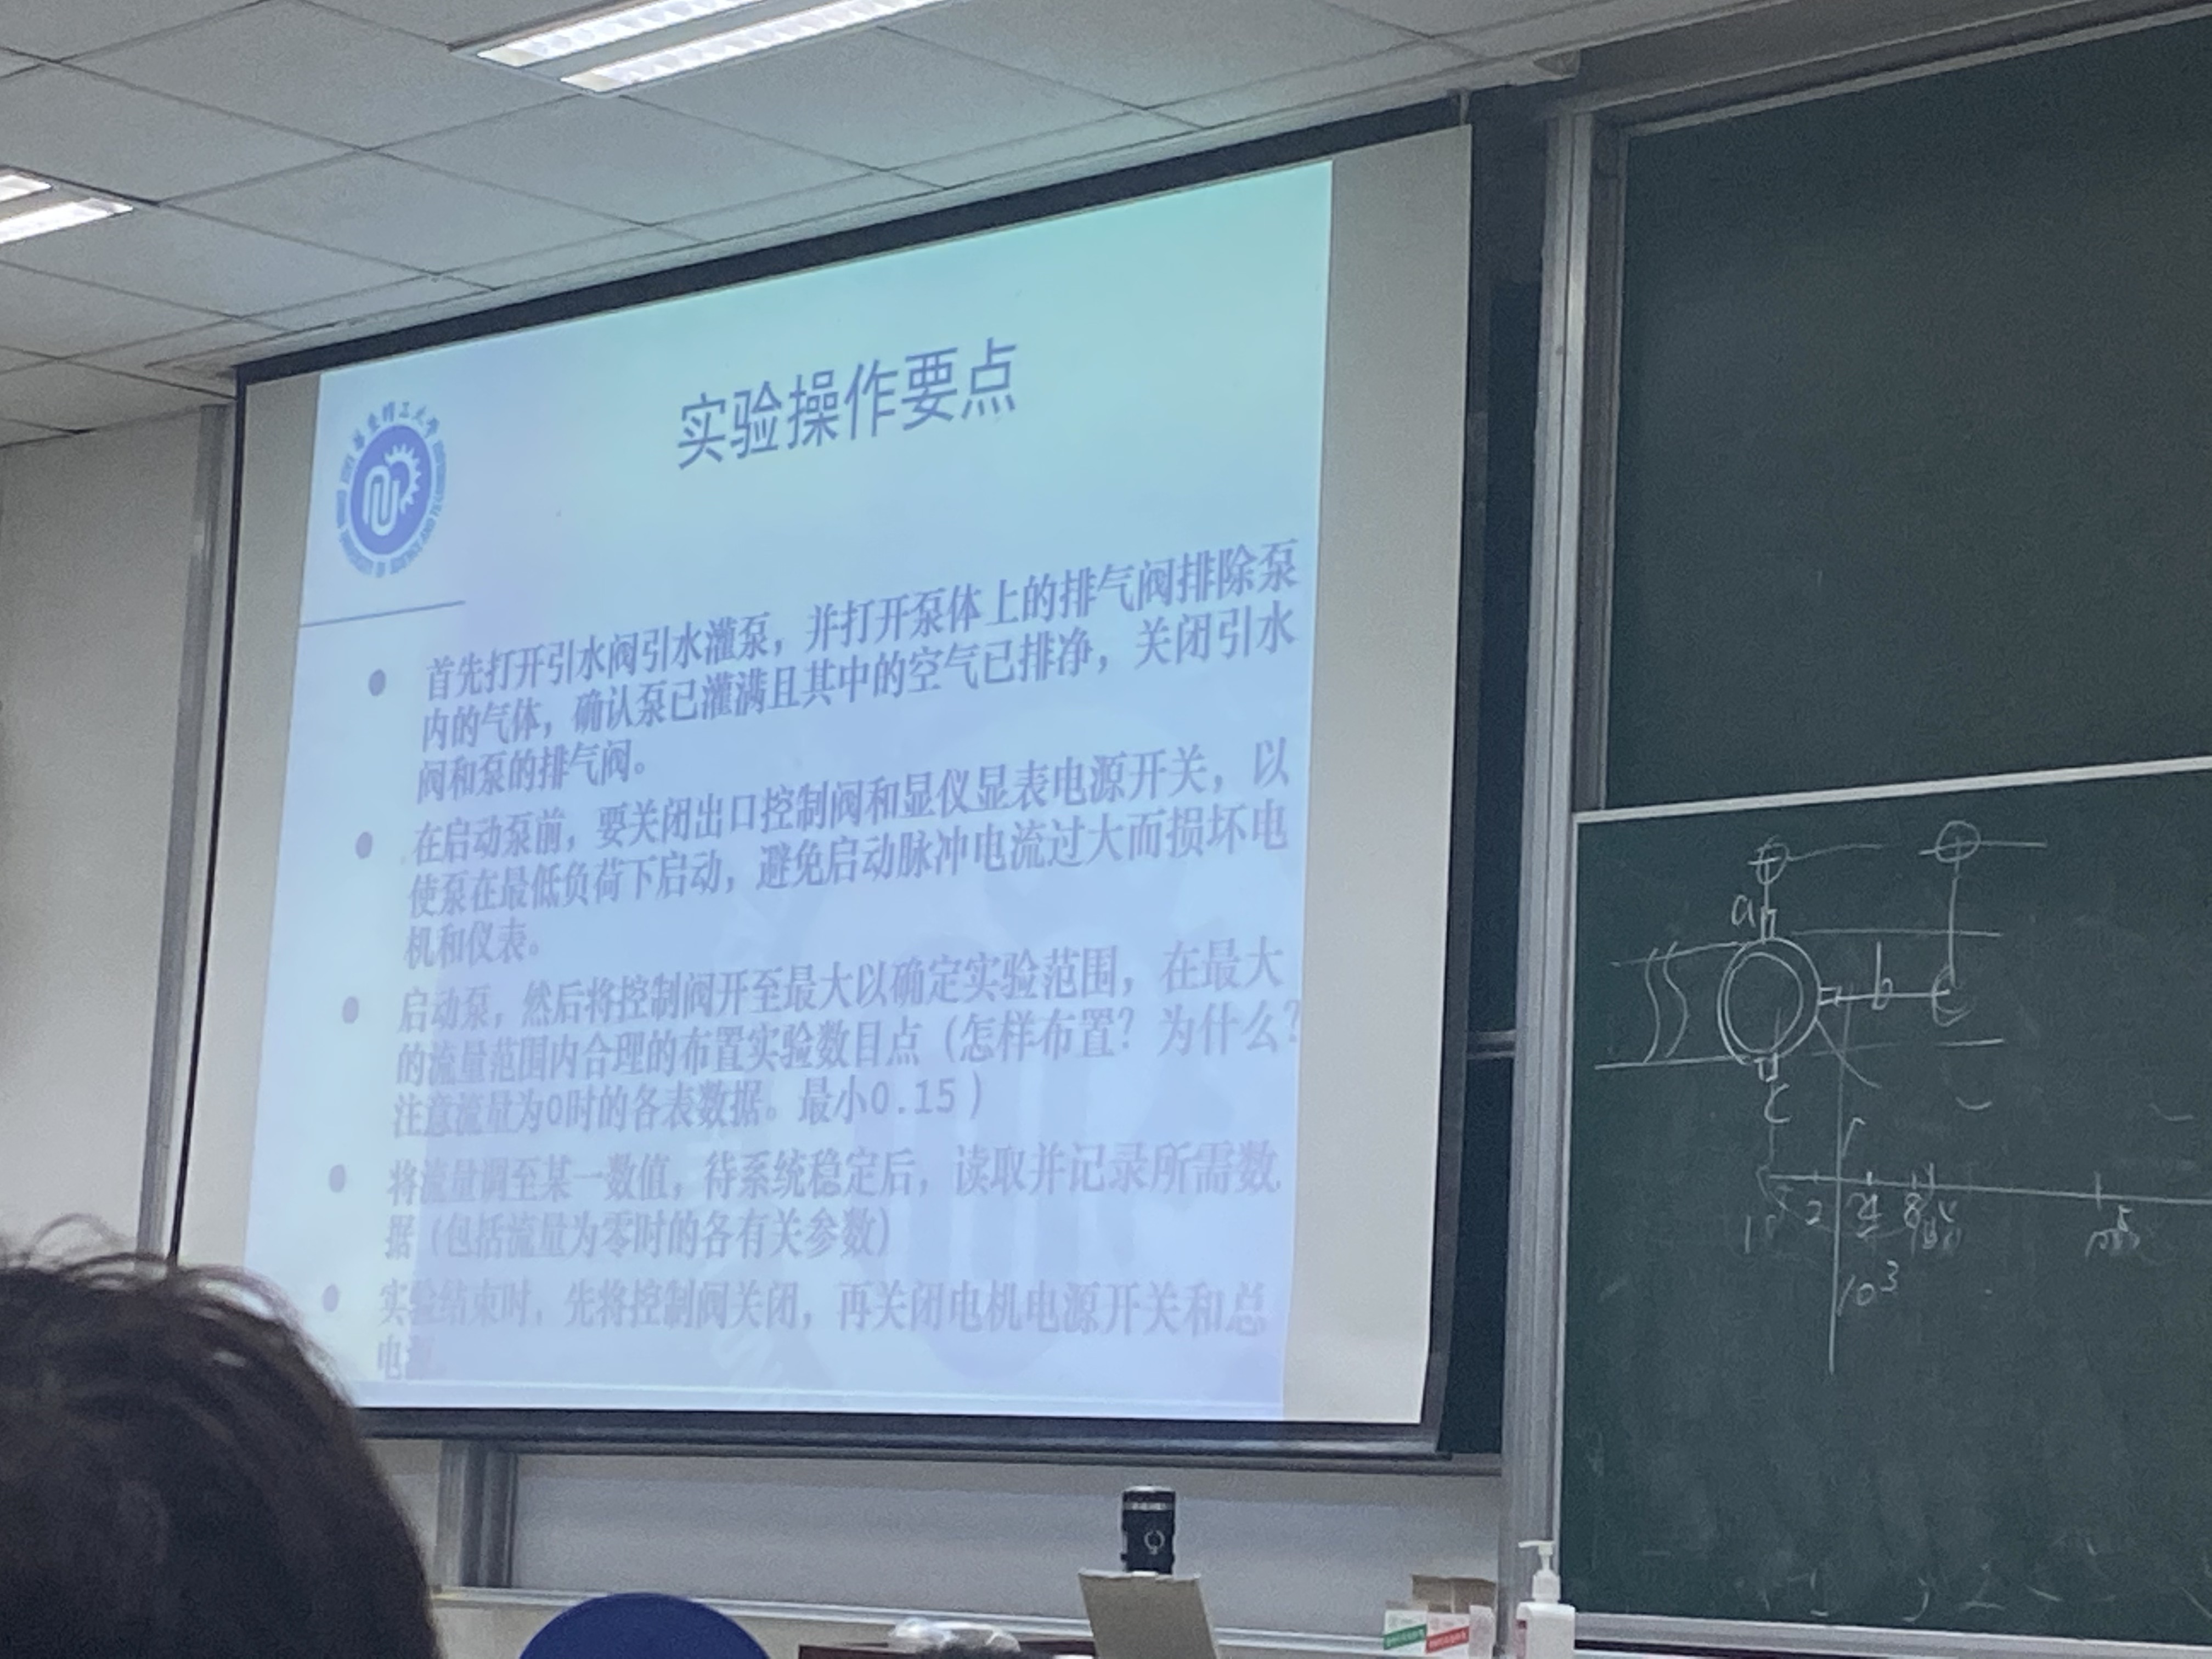 实验操作要点
华东理工大学
首先打开引水阀引水灌泵，并打开泵体上的排气阀排除泵
内的气体，确认泵已灌满且其中的空气已排净，关闭引水
阀和泵的排气阀。
在启动泵前，要关闭出口控制阀和显仪显表电源开关，以
使泵在最低负荷下启动，避免启动脉冲电流过大而损坏电
机和仪表。
启动泵，然后将控制阀开至最大以确定实验范围，在最大
的流量范围内合理的布置实验数目点（怎样布置？为什么？
注意流量为0时的各表数据。最小0.15）
将流量调至某一数值，待系统稳定后，读取并记录所需数
据（包括流量为零时的各有关参数）
实验结束时，先将控制阀关闭，再关闭电机电源开关和总
电源
a
b
c
2 4 8
10³